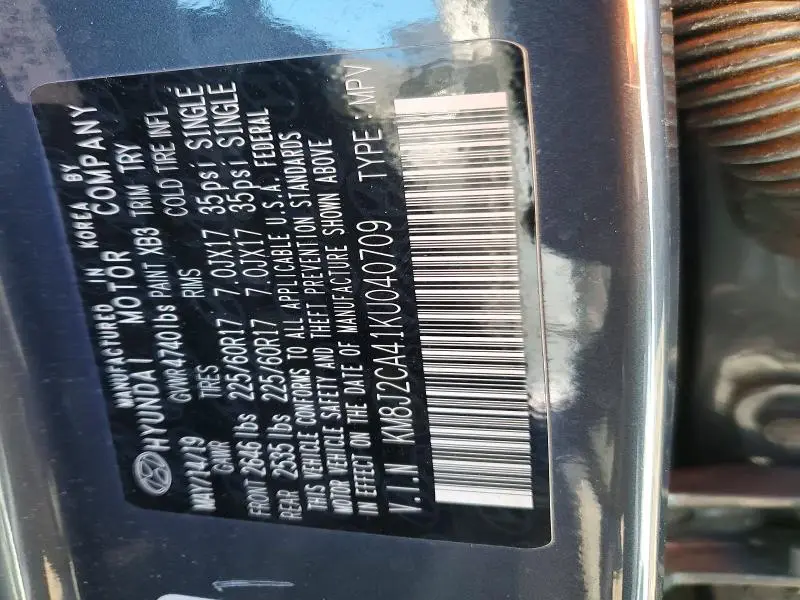 MANUFACTURED IN KOREA BY
HYUNDAI MOTOR COMPANY
MAY/14/19 GVWR 4740 lbs PAINT XB3 TRIM TRY
GAWR TIRES RIMS COLD TIRE INFL
FRONT 2646 lbs 225/60R17 7.0JX17 35psi SINGLE
REAR 2535 lbs 225/60R17 7.0JX17 35psi SINGLE
THIS VEHICLE CONFORMS TO ALL APPLICABLE U.S.A. FEDERAL
MOTOR VEHICLE SAFETY AND THEFT PREVENTION STANDARDS
IN EFFECT ON THE DATE OF MANUFACTURE SHOWN ABOVE
V.I.N KM8J2CA41KU040709 TYPE : MPV